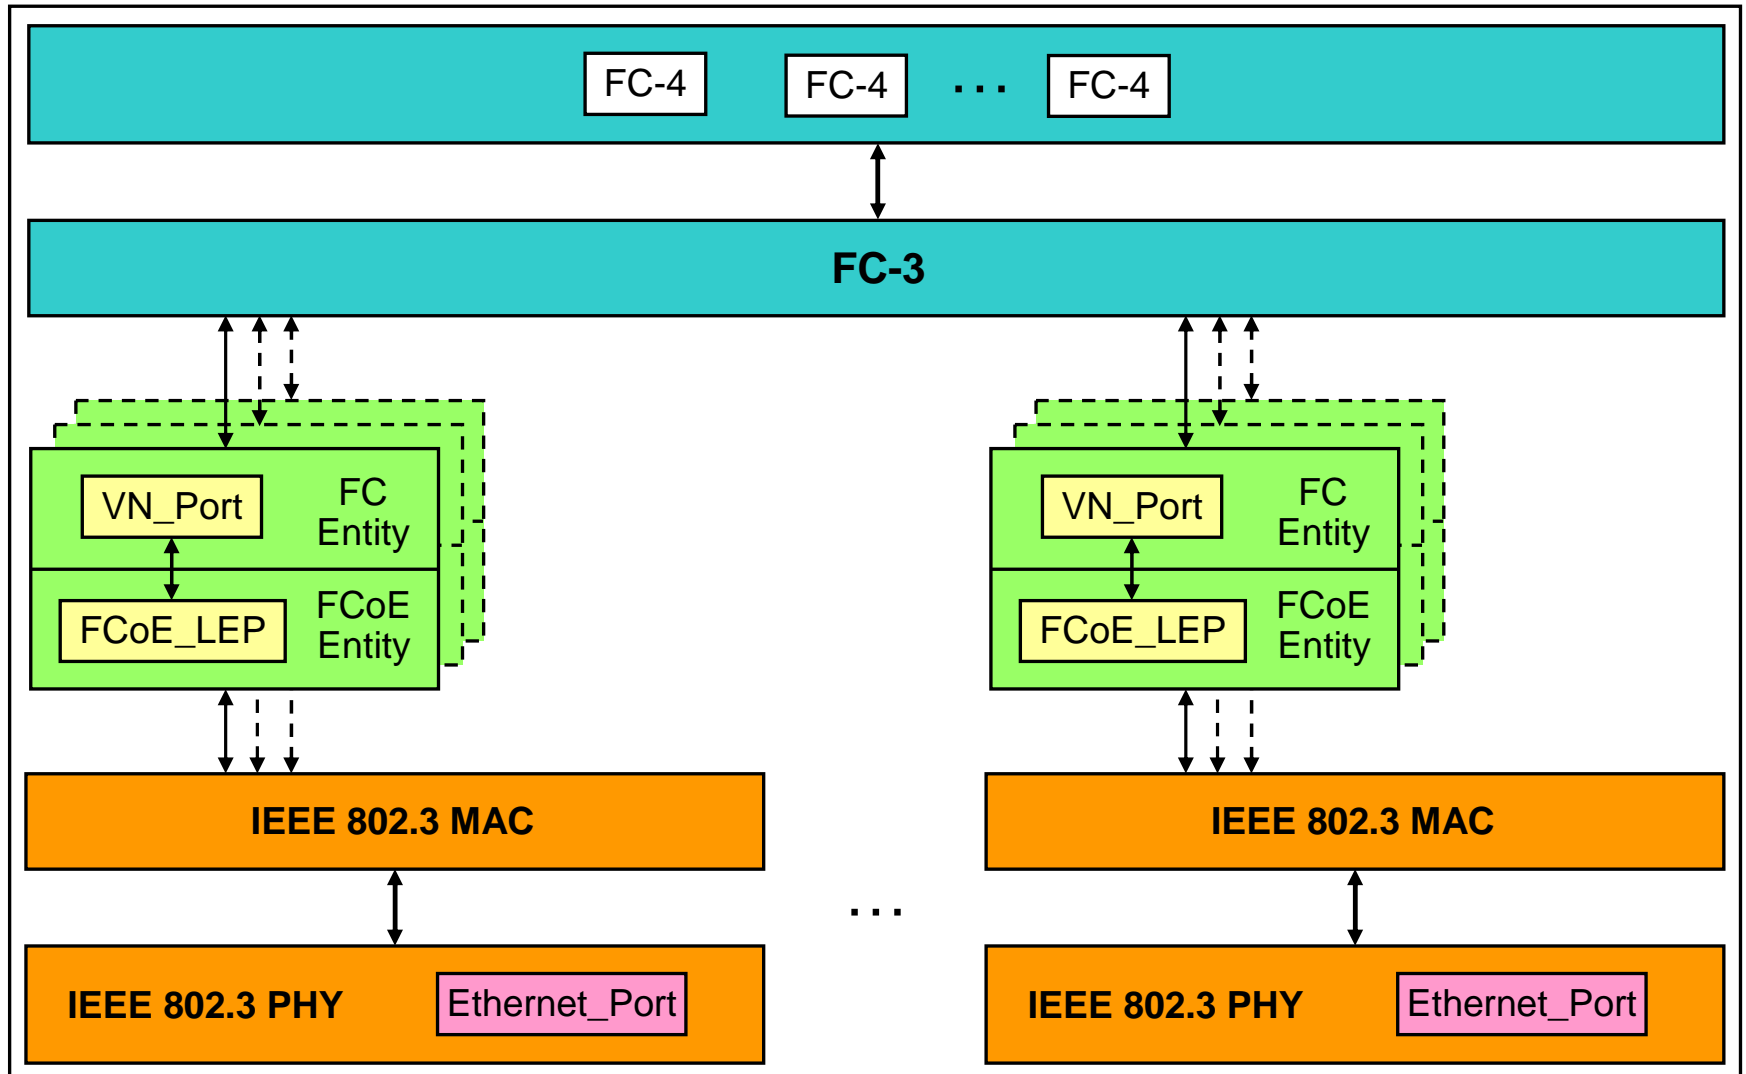 FC-4 FC-4 ... FC-4
FC-3
VN_Port
FC
Entity
FCoE_LEP
FCoE
Entity
VN_Port
FC
Entity
FCoE_LEP
FCoE
Entity
IEEE 802.3 MAC
IEEE 802.3 MAC
...
IEEE 802.3 PHY
Ethernet_Port
IEEE 802.3 PHY
Ethernet_Port